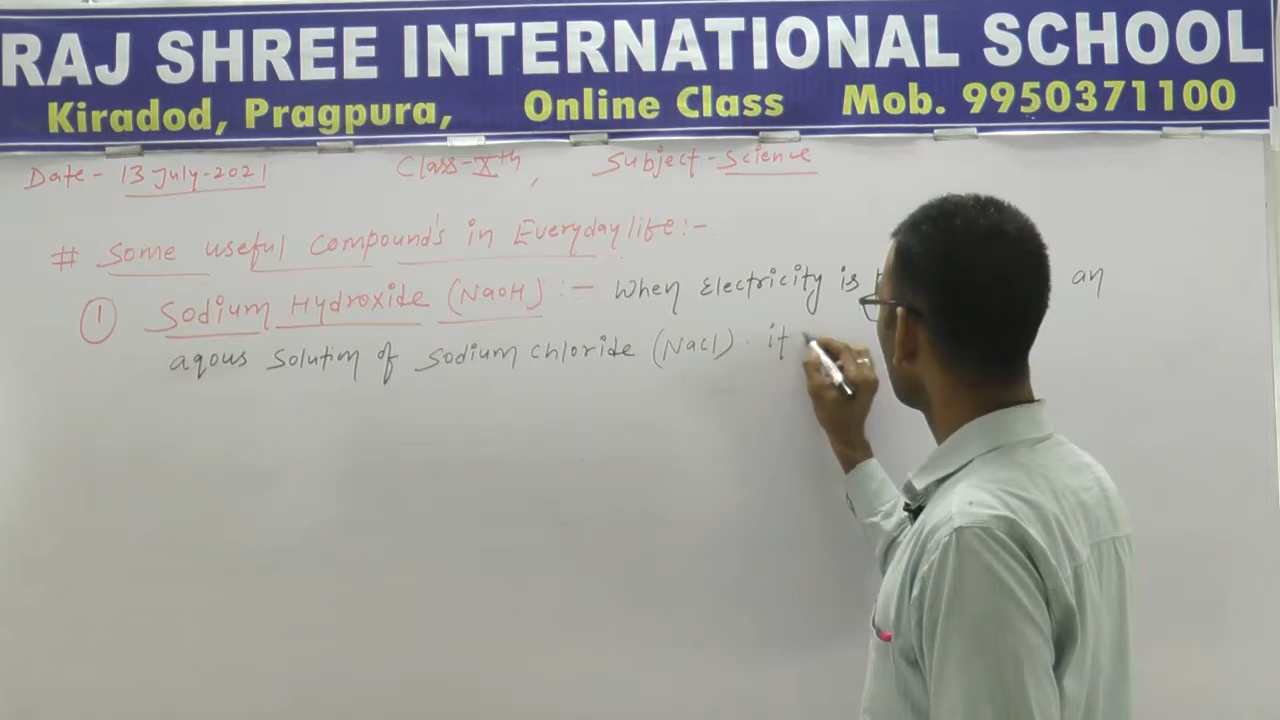 RAJ SHREE INTERNATIONAL SCHOOL
Kiradod, Pragpura, Online Class Mob. 9950371100
Date - 13 July-2021 Class-Xth, Subject-Science
# Some useful Compound's in Everyday life:-
① Sodium Hydroxide (NaOH) :- When Electricity is an
aqous solution of sodium chloride (NaCl). it